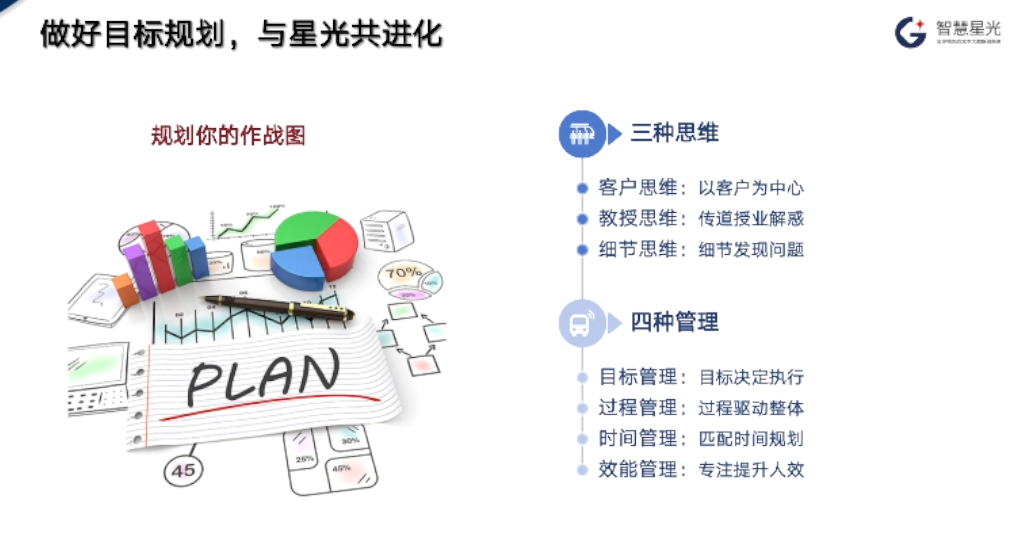 做好目标规划，与星光共进化
智慧星光
规划你的作战图
70%
PLAN
45
25%
30%
45%
三种思维
客户思维：以客户为中心
教授思维：传道授业解感
细节思维：细节发现问题
四种管理
目标管理：目标决定执行
过程管理：过程驱动整体
时间管理：匹配时间规划
效能管理：专注提升人效